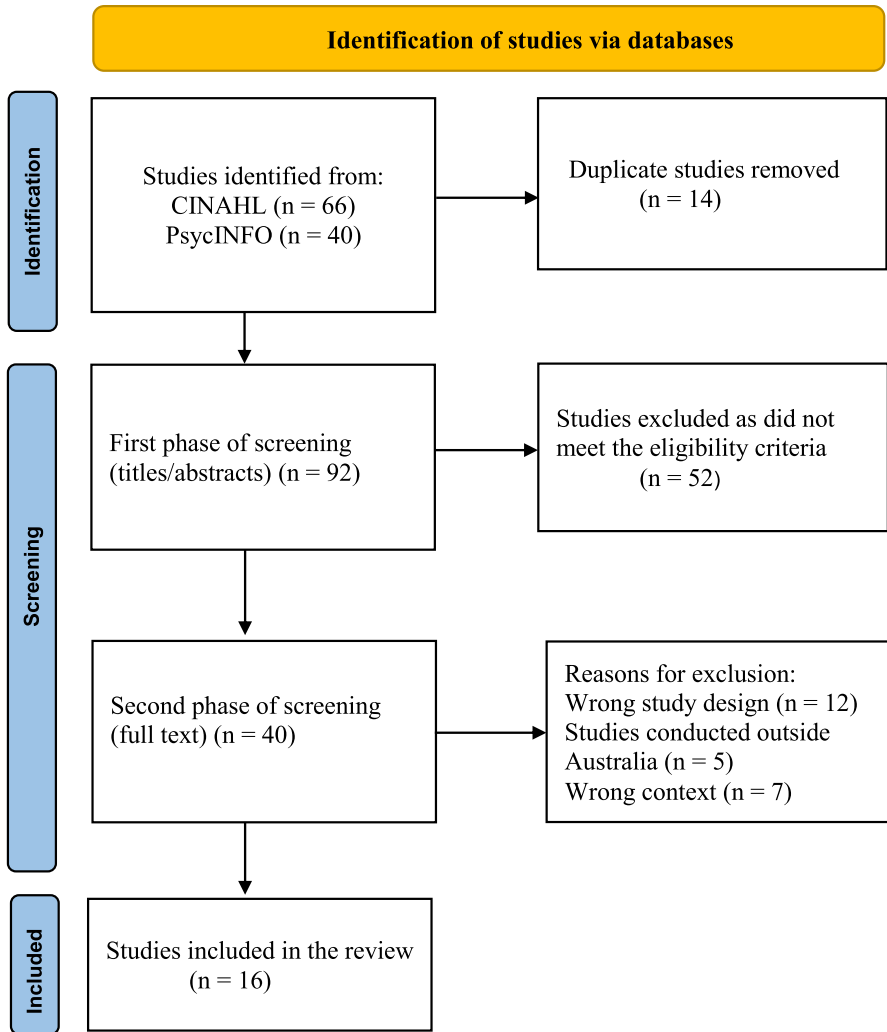 Identification of studies via databases
Identification
Studies identified from:
CINAHL (n = 66)
PsycINFO (n = 40)
Duplicate studies removed
(n = 14)
Screening
First phase of screening
(titles/abstracts) (n = 92)
Studies excluded as did not
meet the eligibility criteria
(n = 52)
Second phase of screening
(full text) (n = 40)
Reasons for exclusion:
Wrong study design (n = 12)
Studies conducted outside
Australia (n = 5)
Wrong context (n = 7)
Included
Studies included in the review
(n = 16)